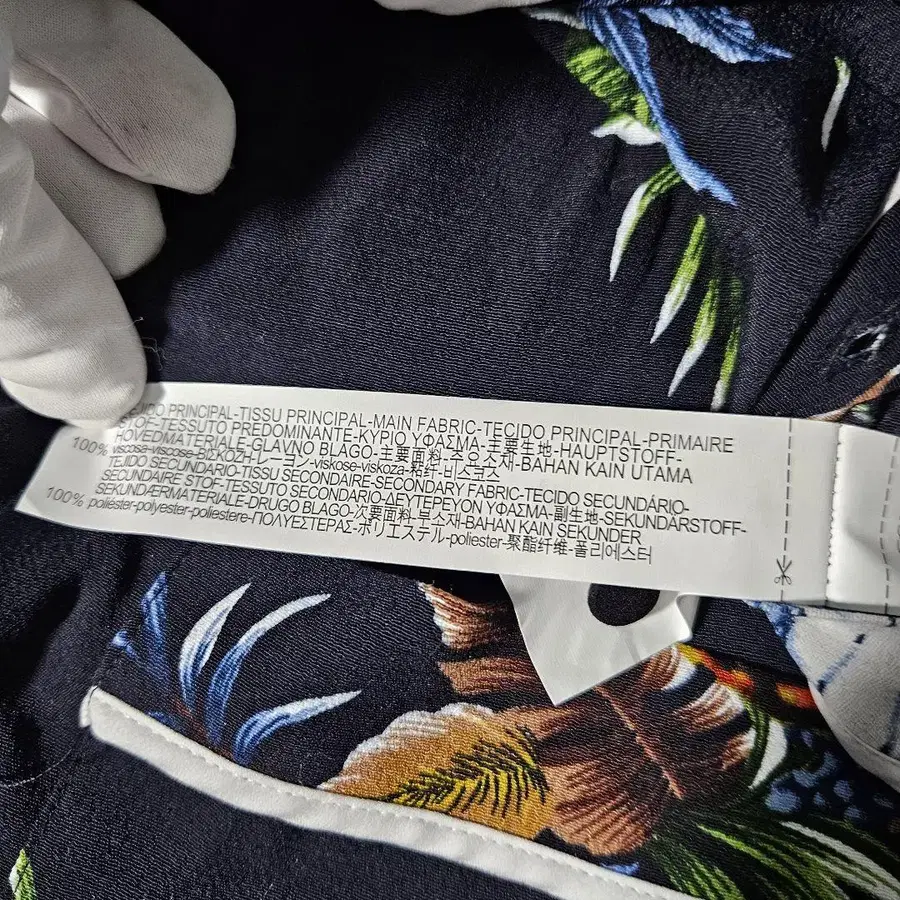 TEJIDO PRINCIPAL-TISSU PRINCIPAL-MAIN FABRIC-TECIDO PRINCIPAL-PRIMAIRE
STOF-TESSUTO PREDOMINANTE-ΚΥΡΙΟ ΥΦΑΣΜΑ-主要生地-HAUPTSTOFF-
HOVEDMATERIALE-GLAVNO BLAGO-主要面料-주요소재-BAHAN KAIN UTAMA
100% viscosa-viscose-ΒΙΣΚΟΖΗ-レーヨン-viskose-viskoza-粘纤-비스코스
TEJIDO SECUNDARIO-TISSU SECONDAIRE-SECONDARY FABRIC-TECIDO SECUNDÁRIO-
SECUNDAIRE STOF-TESSUTO SECONDARIO-ΔΕΥΤΕΡΕΥΟΝ ΥΦΑΣΜΑ-副生地-SEKUNDÄRSTOFF-
SEKUNDÆRMATERIALE-DRUGO BLAGO-次要面料-부소재-BAHAN KAIN SEKUNDER
100% poliéster-polyester-poliestere-ΠΟΛΥΕΣΤΕΡΑΣ-ポリエステル-poliester-聚酯纤维-폴리에스터